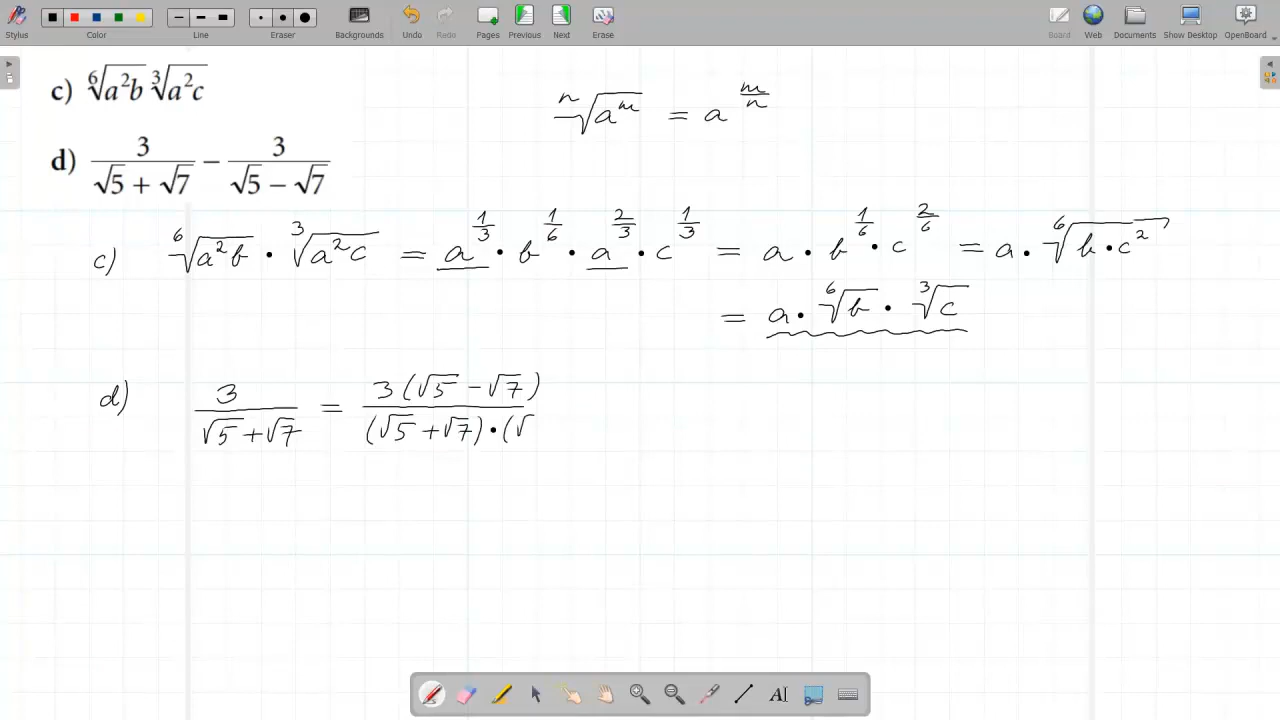 Stylus Color Line Eraser Backgrounds Undo Redo Pages Previous Next Erase Board Web Documents Show Desktop OpenBoard
c) ⁶√(a²b) ³√(a²c)
ⁿ√(a^m) = a^(m/n)
d) 3/(√5 + √7) − 3/(√5 − √7)
c) ⁶√(a²b) · ³√(a²c) = a^(1/3) · b^(1/6) · a^(2/3) · c^(1/3) = a · b^(1/6) · c^(2/6) = a · ⁶√(b · c²)
= a · ⁶√b · ³√c
d) 3/(√5 + √7) = 3(√5 − √7)/((√5 + √7) · (√
AI